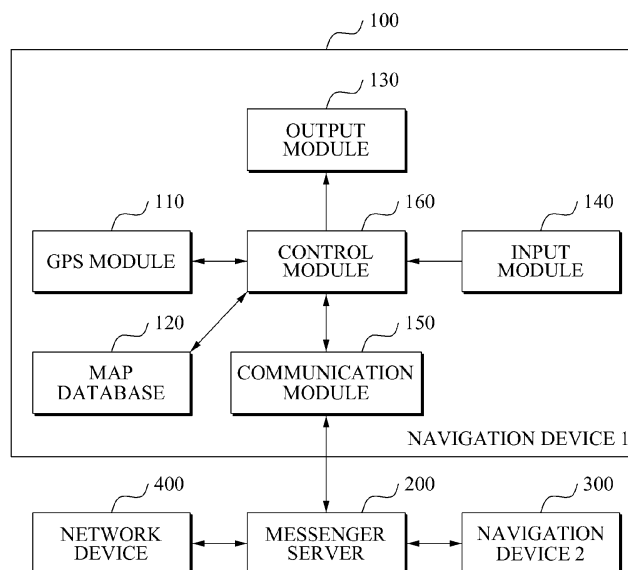 100
130
OUTPUT
MODULE
110
160
140
GPS MODULE
CONTROL
MODULE
INPUT
MODULE
120
150
MAP
DATABASE
COMMUNICATION
MODULE
NAVIGATION DEVICE 1
400
200
300
NETWORK
DEVICE
MESSENGER
SERVER
NAVIGATION
DEVICE 2